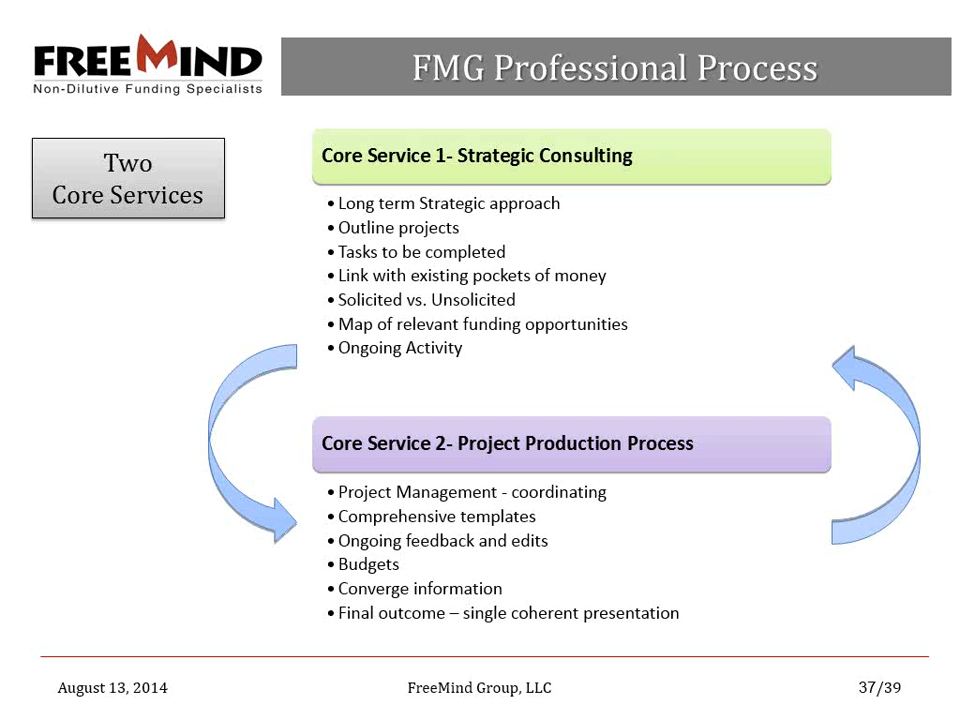 FREEMIND
Non-Dilutive Funding Specialists
FMG Professional Process
Two
Core Services
Core Service 1- Strategic Consulting
• Long term Strategic approach
• Outline projects
• Tasks to be completed
• Link with existing pockets of money
• Solicited vs. Unsolicited
• Map of relevant funding opportunities
• Ongoing Activity
Core Service 2- Project Production Process
• Project Management - coordinating
• Comprehensive templates
• Ongoing feedback and edits
• Budgets
• Converge information
• Final outcome – single coherent presentation
August 13, 2014
FreeMind Group, LLC
37/39